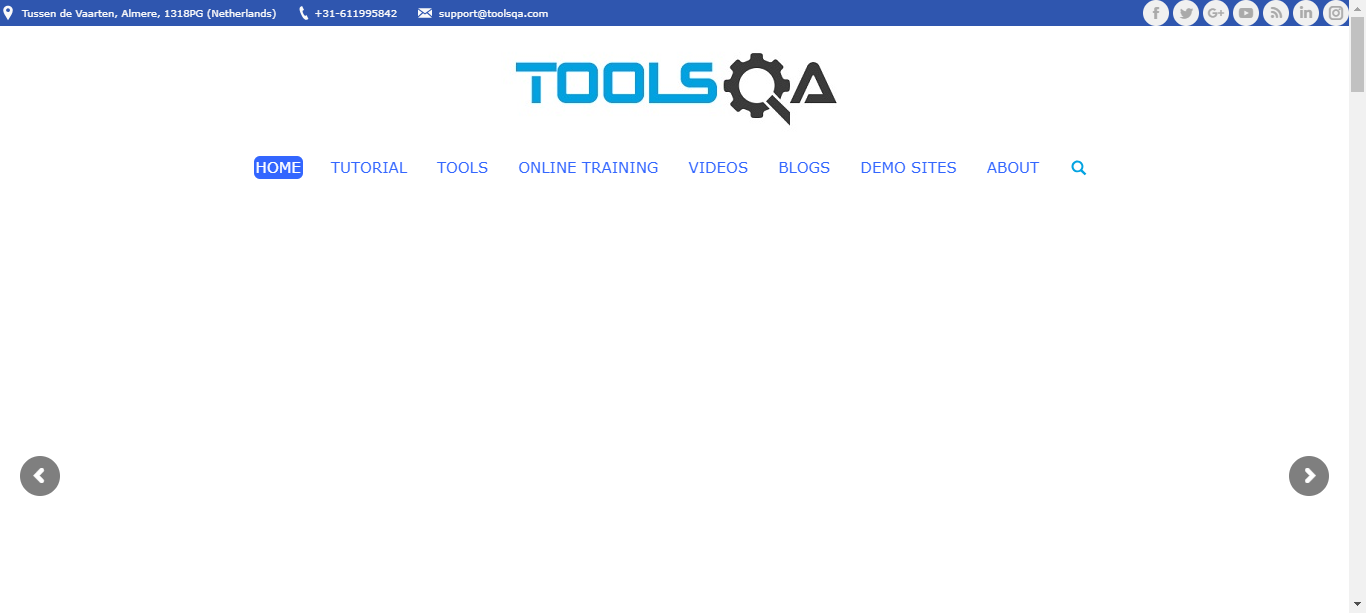 Tussen de Vaarten, Almere, 1318PG (Netherlands) +31-611995842 support@toolsqa.com
TOOLSQA
HOME TUTORIAL TOOLS ONLINE TRAINING VIDEOS BLOGS DEMO SITES ABOUT